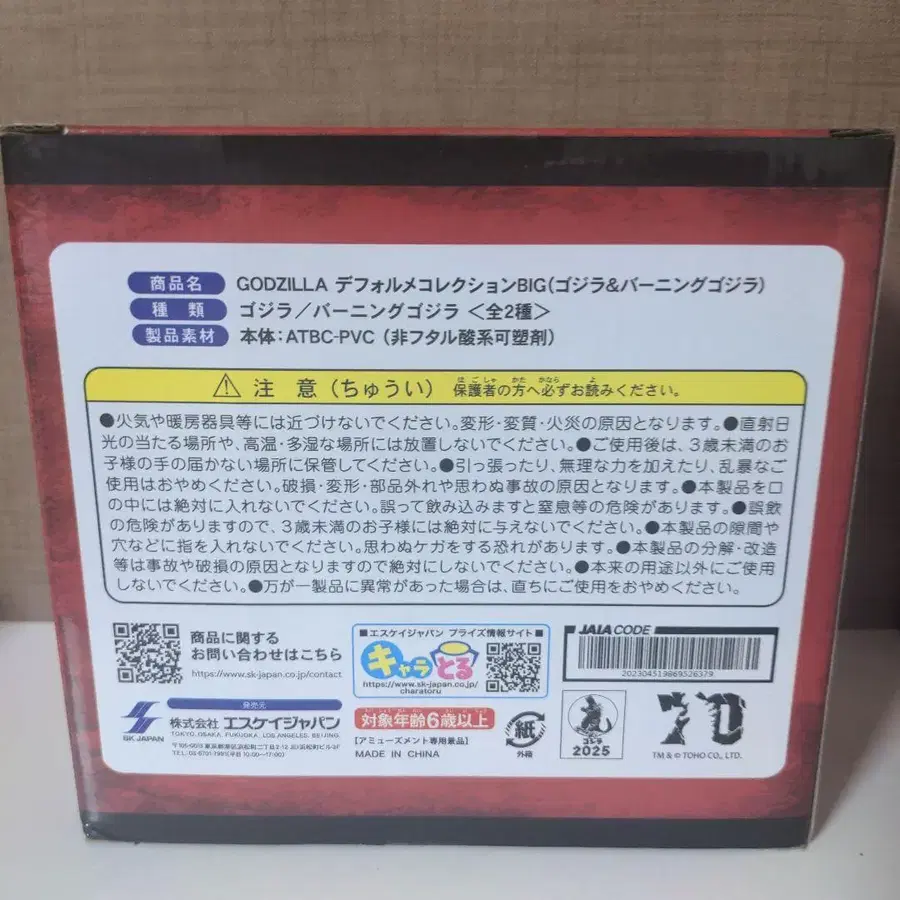 商品名 GODZILLA デフォルメコレクションBIG(ゴジラ&バーニングゴジラ)
種類 ゴジラ/バーニングゴジラ <全2種>
製品素材 本体:ATBC-PVC (非フタル酸系可塑剤)
⚠ 注意(ちゅうい) 保護者の方へ必ずお読みください。
●火気や暖房器具等には近づけないでください。変形・変質・火災の原因となります。●直射日
光の当たる場所や、高温・多湿な場所には放置しないでください。●ご使用後は、3歳未満のお
子様の手の届かない場所に保管してください。●引っ張ったり、無理な力を加えたり、乱暴なご
使用はおやめください。破損・変形・部品外れや思わぬ事故の原因となります。●本製品を口
の中には絶対に入れないでください。誤って飲み込みますと窒息等の危険があります。●誤飲
の危険がありますので、3歳未満のお子様には絶対に与えないでください。●本製品の隙間や
穴などに指を入れないでください。思わぬケガをする恐れがあります。●本製品の分解・改造
等は事故や破損の原因となりますので絶対にしないでください。●本来の用途以外にご使用
しないでください。●万が一製品に異常があった場合は、直ちにご使用をおやめください。
商品に関する
お問い合わせはこちら
https://www.sk-japan.co.jp/contact
■エスケイジャパン プライズ情報サイト■
キャラとる
https://www.sk-japan.co.jp/
charatoru
JAIA CODE
202304519869526379
発売元
SK JAPAN
株式会社 エスケイジャパン
TOKYO, OSAKA, FUKUOKA, LOS ANGELES, BEIJING.
対象年齢6歳以上
[アミューズメント専用景品]
MADE IN CHINA
紙
外箱
ゴジラ
2025
70
TM & © TOHO CO., LTD.